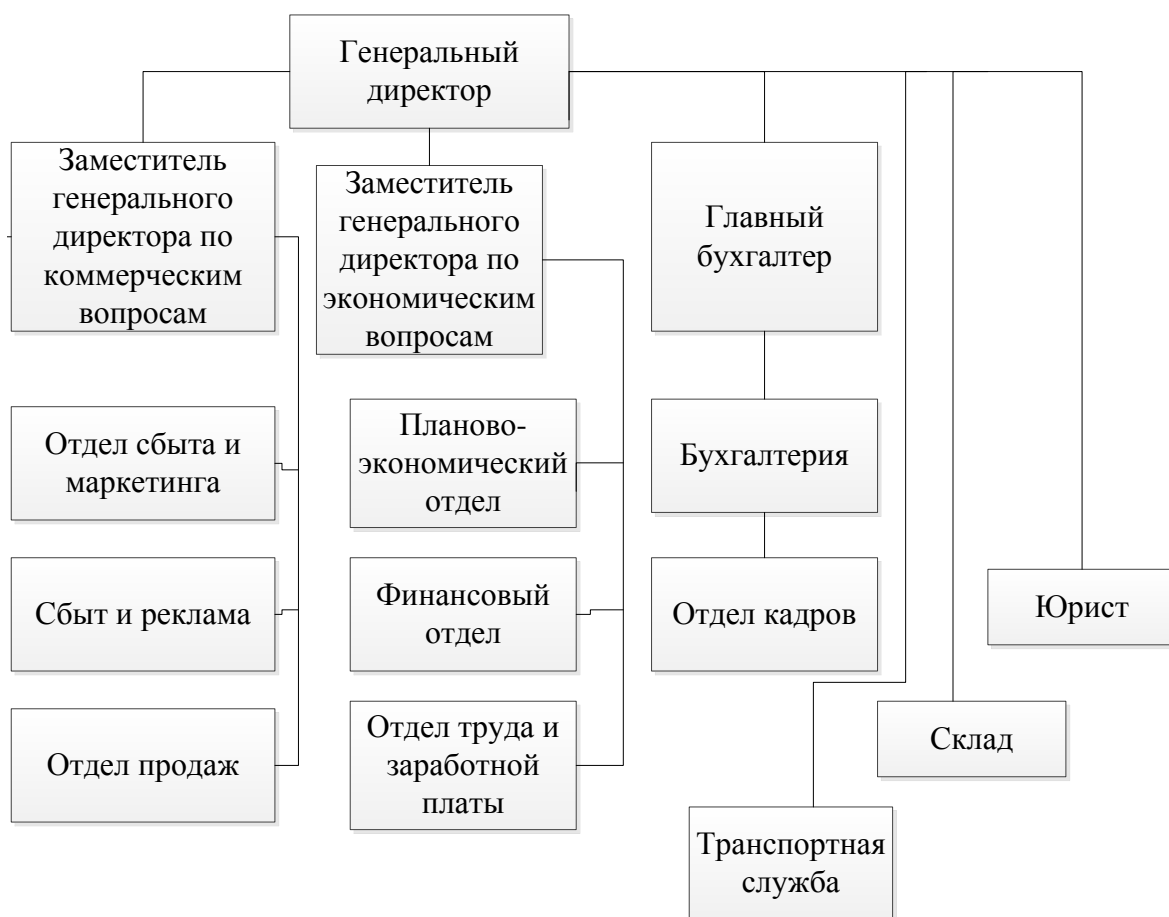 Генеральный
директор
Заместитель
генерального
директора по
коммерческим
вопросам
Заместитель
генерального
директора по
экономическим
вопросам
Главный
бухгалтер
Отдел сбыта и
маркетинга
Планово-
экономический
отдел
Бухгалтерия
Сбыт и реклама
Финансовый
отдел
Отдел кадров
Юрист
Отдел продаж
Отдел труда и
заработной
платы
Склад
Транспортная
служба